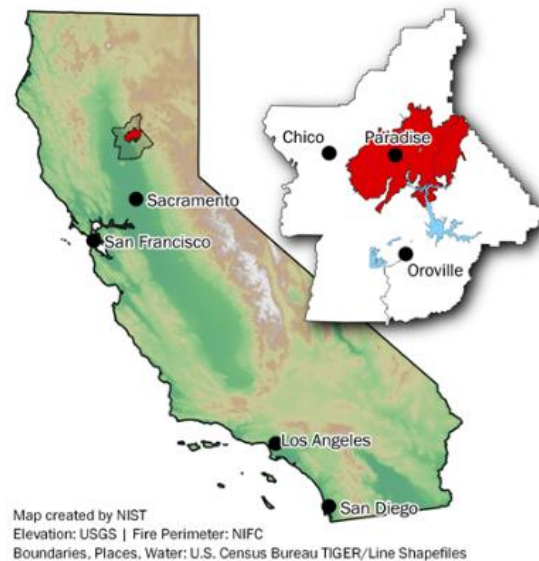 Chico
Paradise
Sacramento
San Francisco
Oroville
Los Angeles
San Diego
Map created by NIST
Elevation: USGS | Fire Perimeter: NIFC
Boundaries, Places, Water: U.S. Census Bureau TIGER/Line Shapefiles